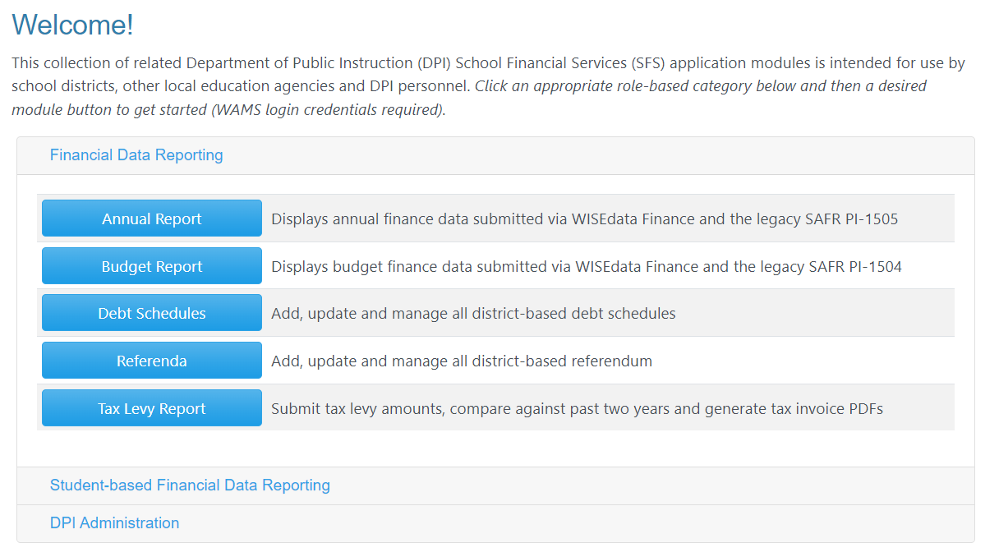 Welcome!
This collection of related Department of Public Instruction (DPI) School Financial Services (SFS) application modules is intended for use by
school districts, other local education agencies and DPI personnel. Click an appropriate role-based category below and then a desired
module button to get started (WAMS login credentials required).
Financial Data Reporting
Annual Report Displays annual finance data submitted via WISEdata Finance and the legacy SAFR PI-1505
Budget Report Displays budget finance data submitted via WISEdata Finance and the legacy SAFR PI-1504
Debt Schedules Add, update and manage all district-based debt schedules
Referenda Add, update and manage all district-based referendum
Tax Levy Report Submit tax levy amounts, compare against past two years and generate tax invoice PDFs
Student-based Financial Data Reporting
DPI Administration